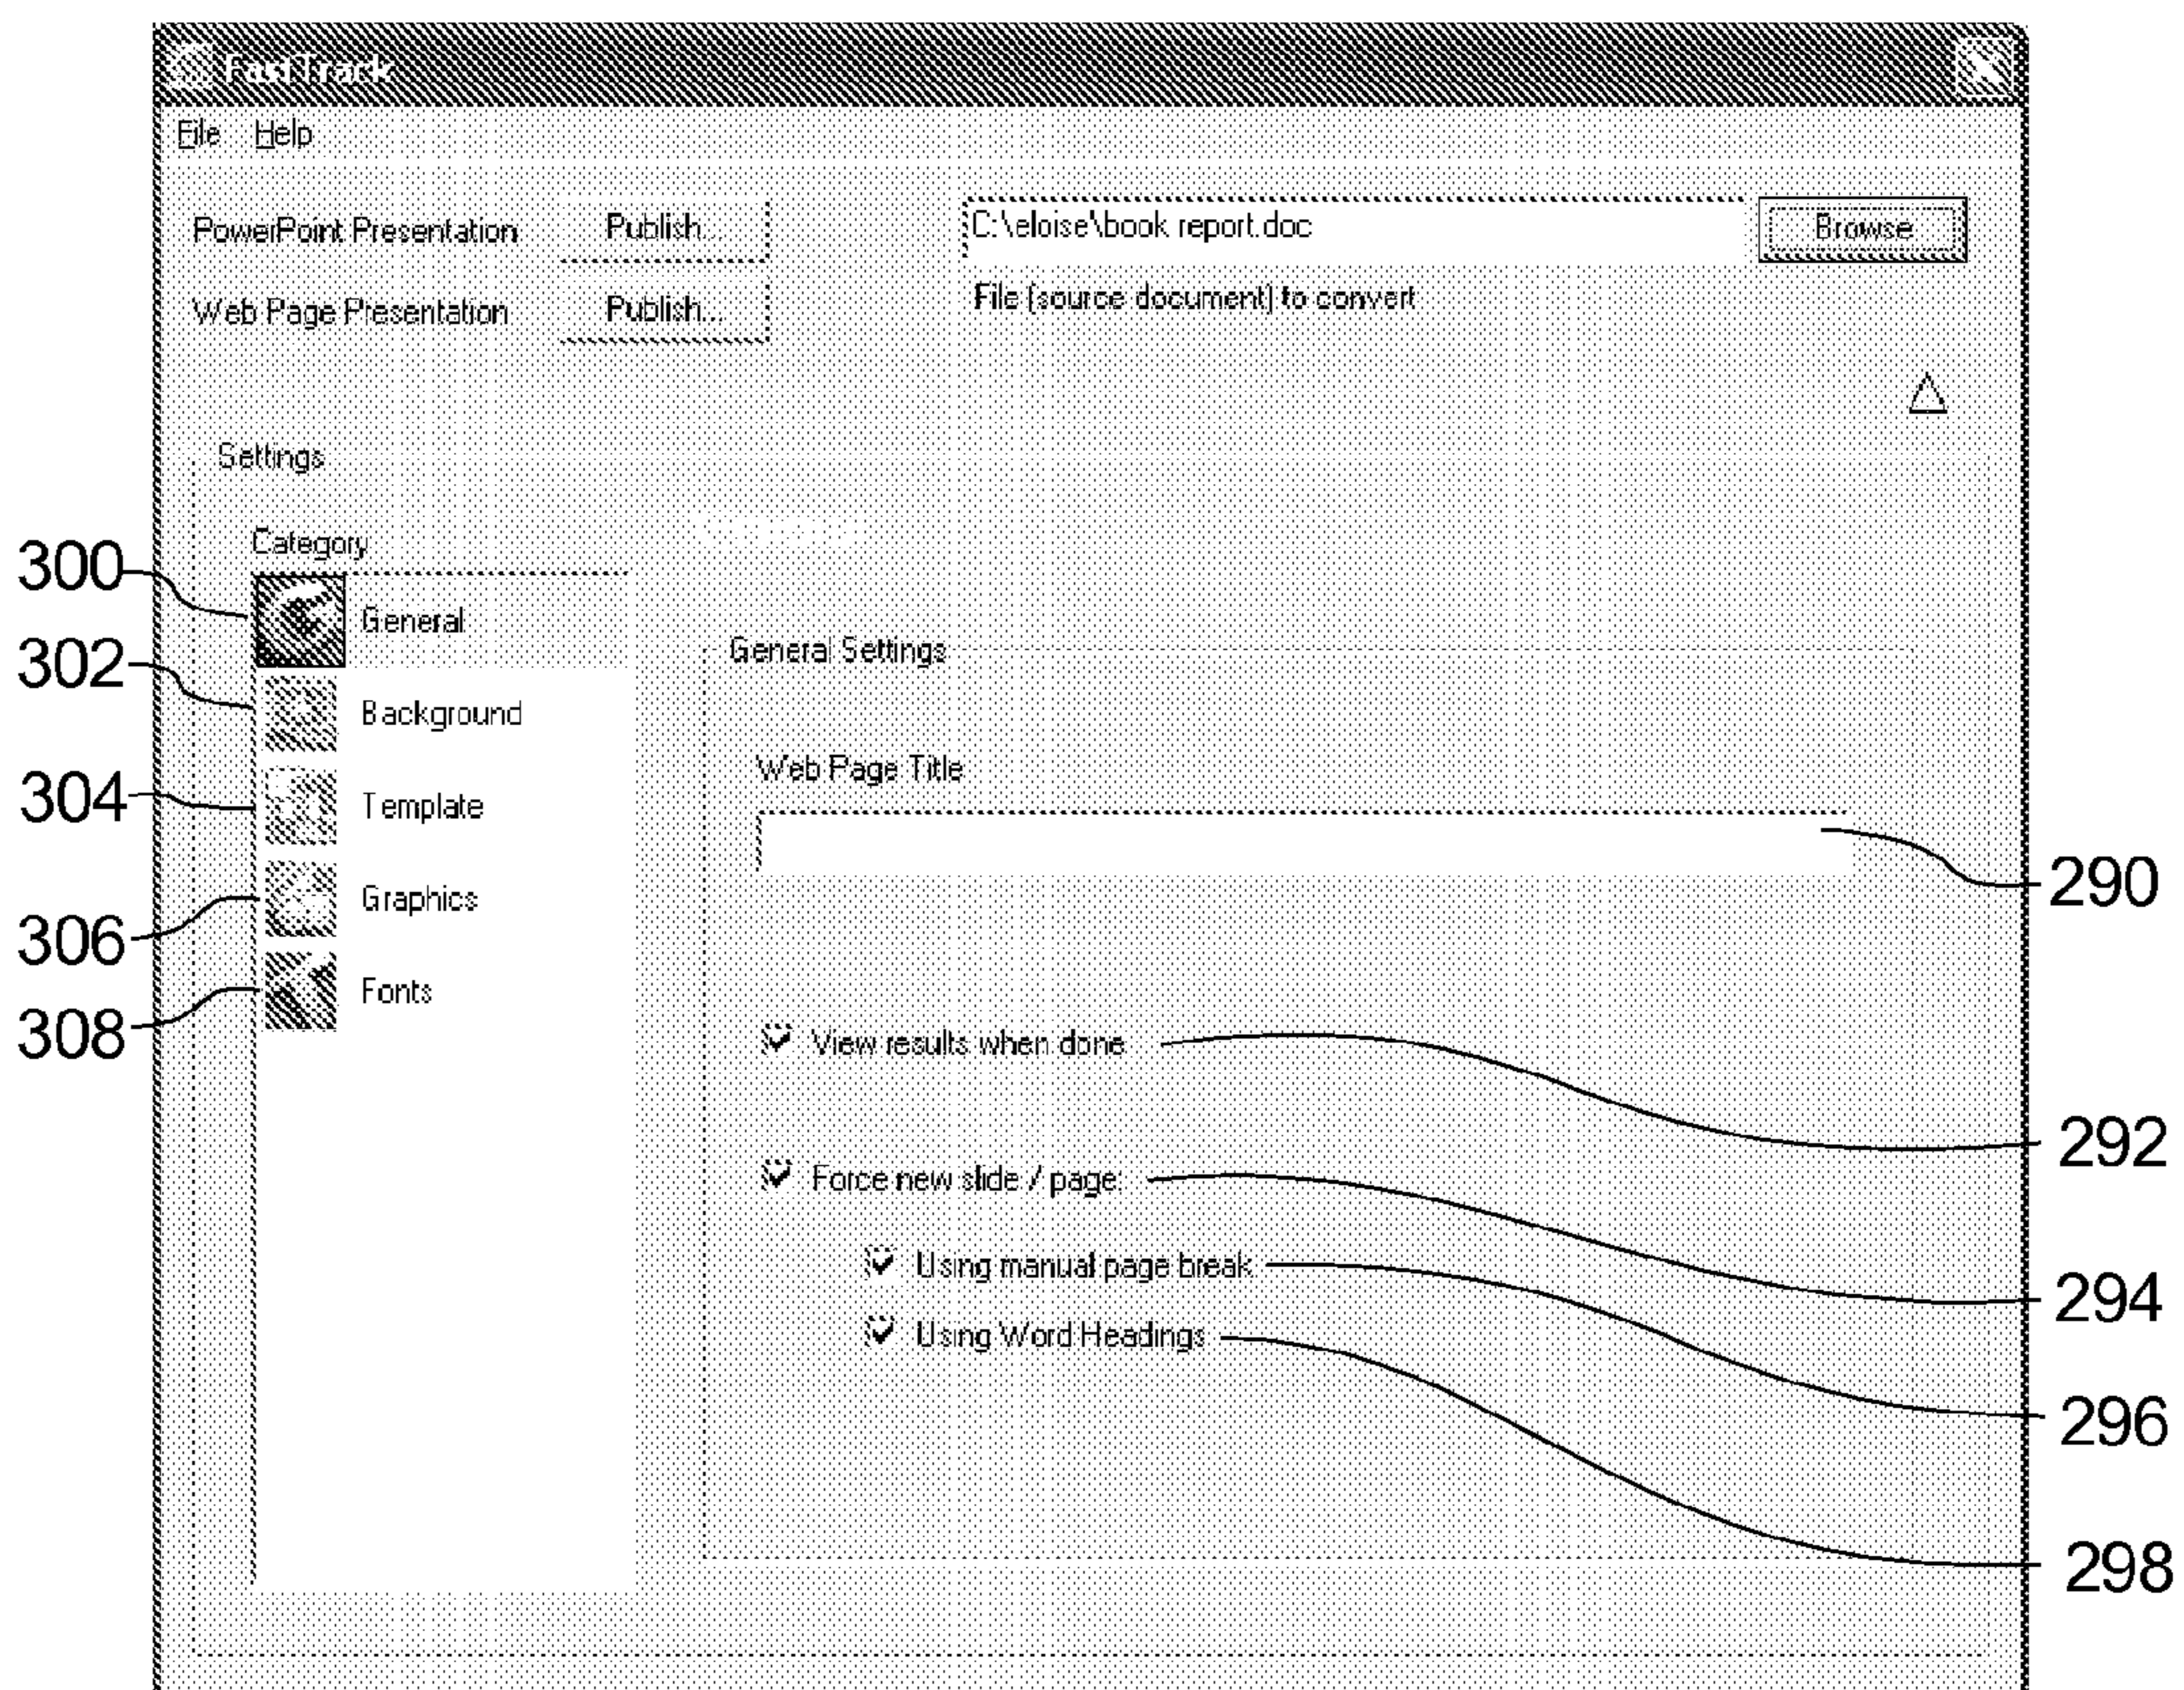 FastTrack
File Help
PowerPoint Presentation Publish... C:\eloise\book report.doc Browse
Web Page Presentation Publish... File (source document) to convert
Settings
Category
300 General
General Settings
302 Background
Web Page Title
304 Template
290
306 Graphics
308 Fonts
View results when done
292
Force new slide / page:
294
Using manual page break
296
Using Word Headings
298